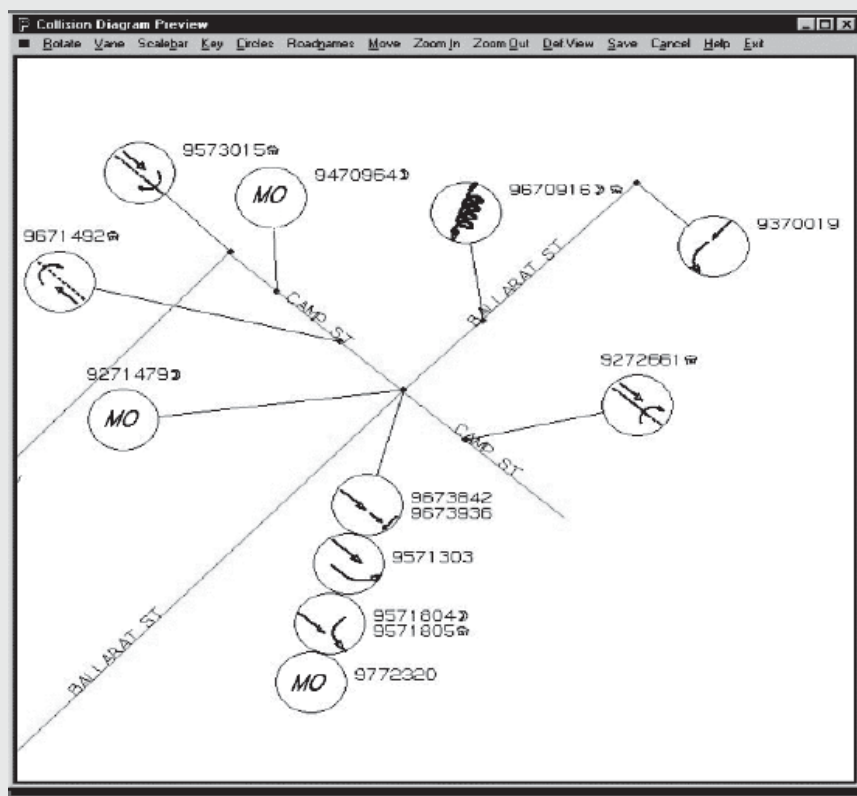 Collision Diagram Preview
Rotate Vane Scalebar Key Circles Roadnames Move Zoom In Zoom Out Def View Save Cancel Help Exit
9573015
9470964
MO
9670916
9370019
9671492
CAMP ST
BALLARAT ST
9271479
MO
9272661
CAMP ST
9673842
9673936
9571303
9571804
9571805
BALLARAT ST
MO
9772320